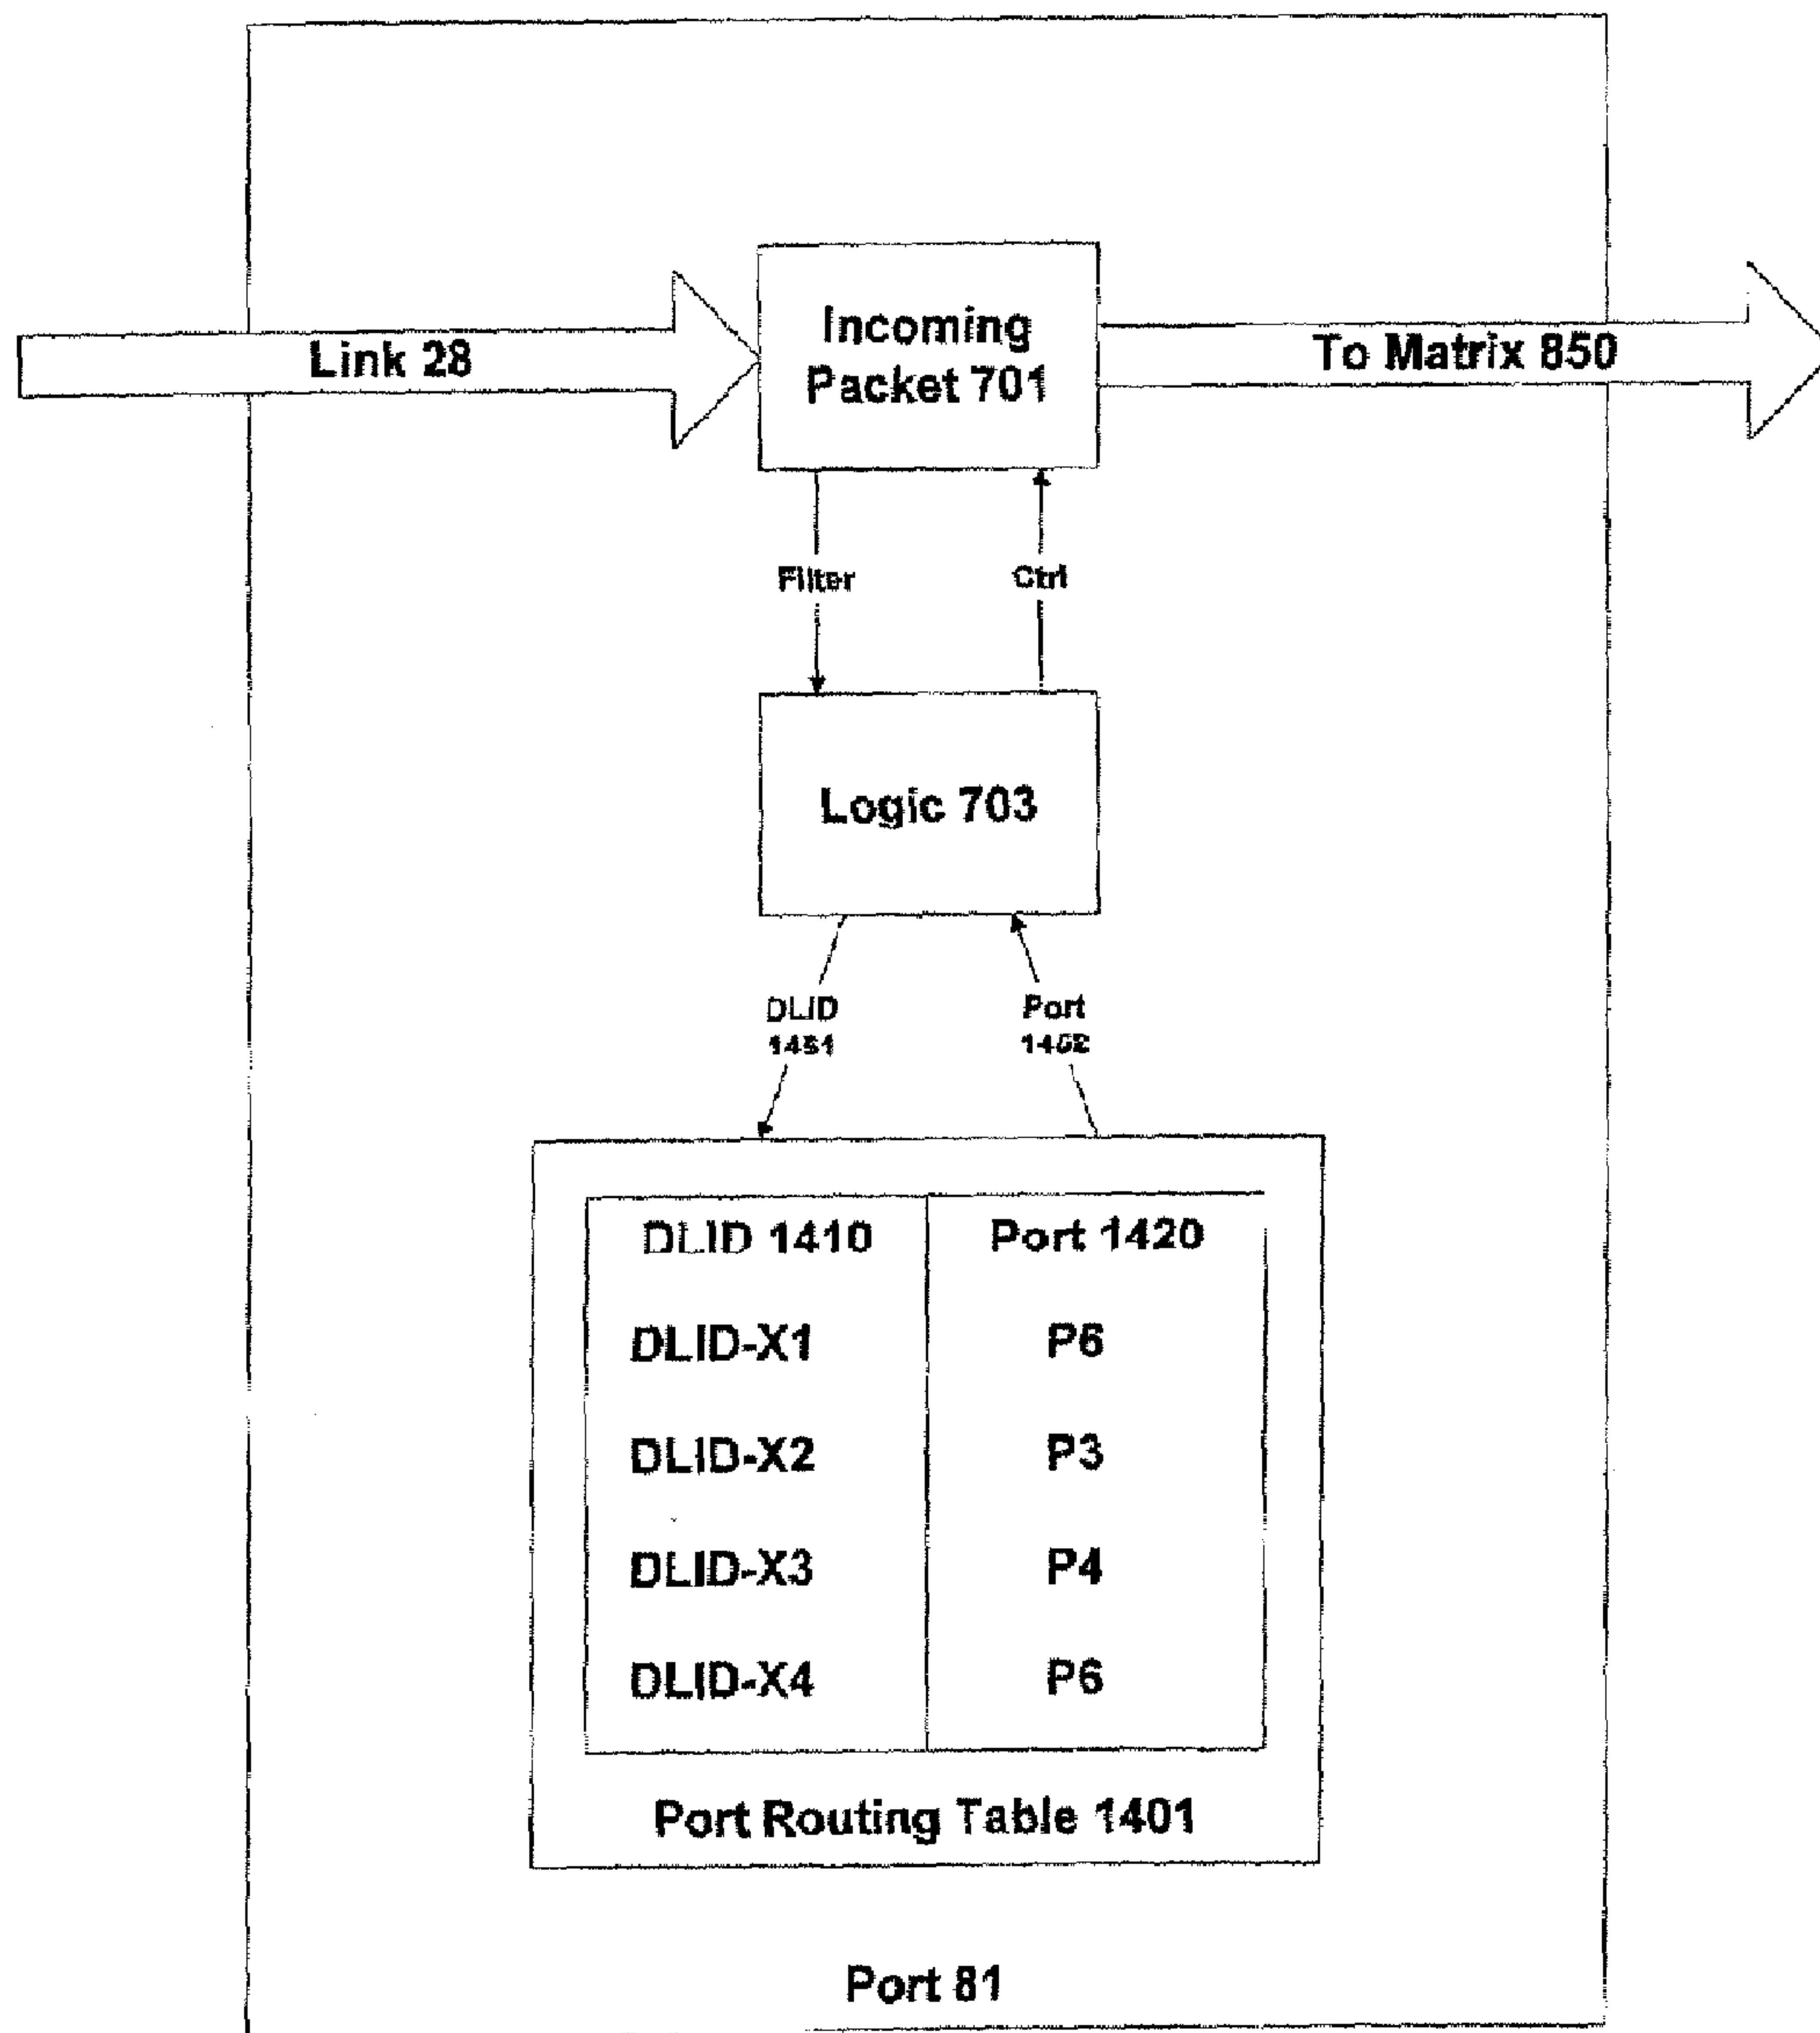 Incoming
Packet 701
Link 28
To Matrix 850
Filter
Ctrl
Logic 703
DLID
Port
DLID 1410
Port 1420
DLID-X1
P6
DLID-X2
P3
DLID-X3
P4
DLID-X4
P6
Port Routing Table 1401
Port 81